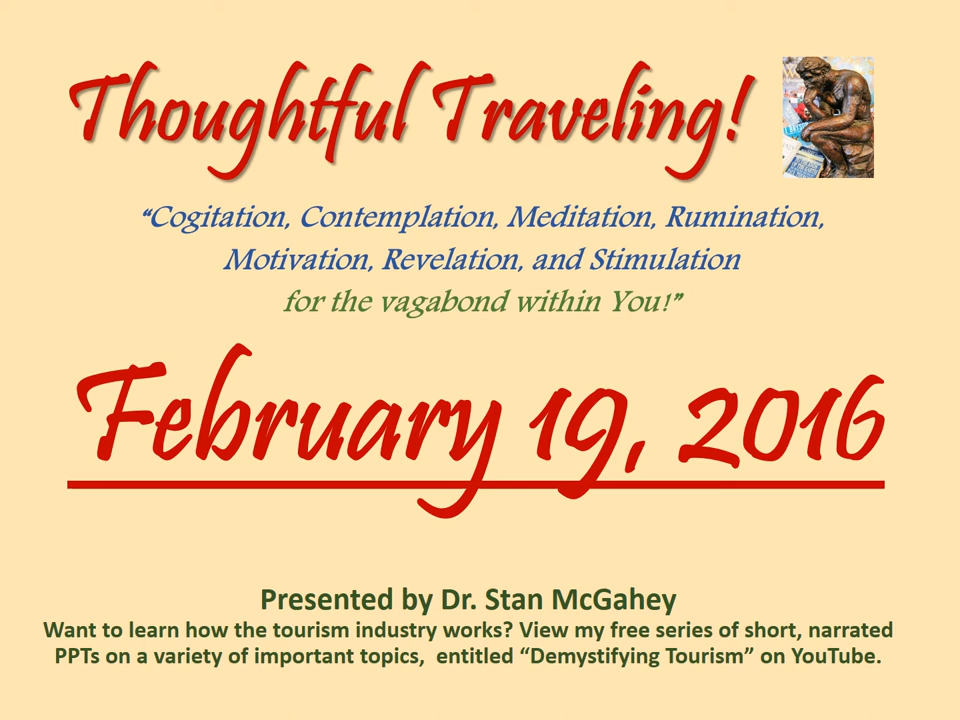 Thoughtful Traveling!
“Cogitation, Contemplation, Meditation, Rumination,
Motivation, Revelation, and Stimulation
for the vagabond within You!”
February 19, 2016
Presented by Dr. Stan McGahey
Want to learn how the tourism industry works? View my free series of short, narrated
PPTs on a variety of important topics,  entitled “Demystifying Tourism” on YouTube.